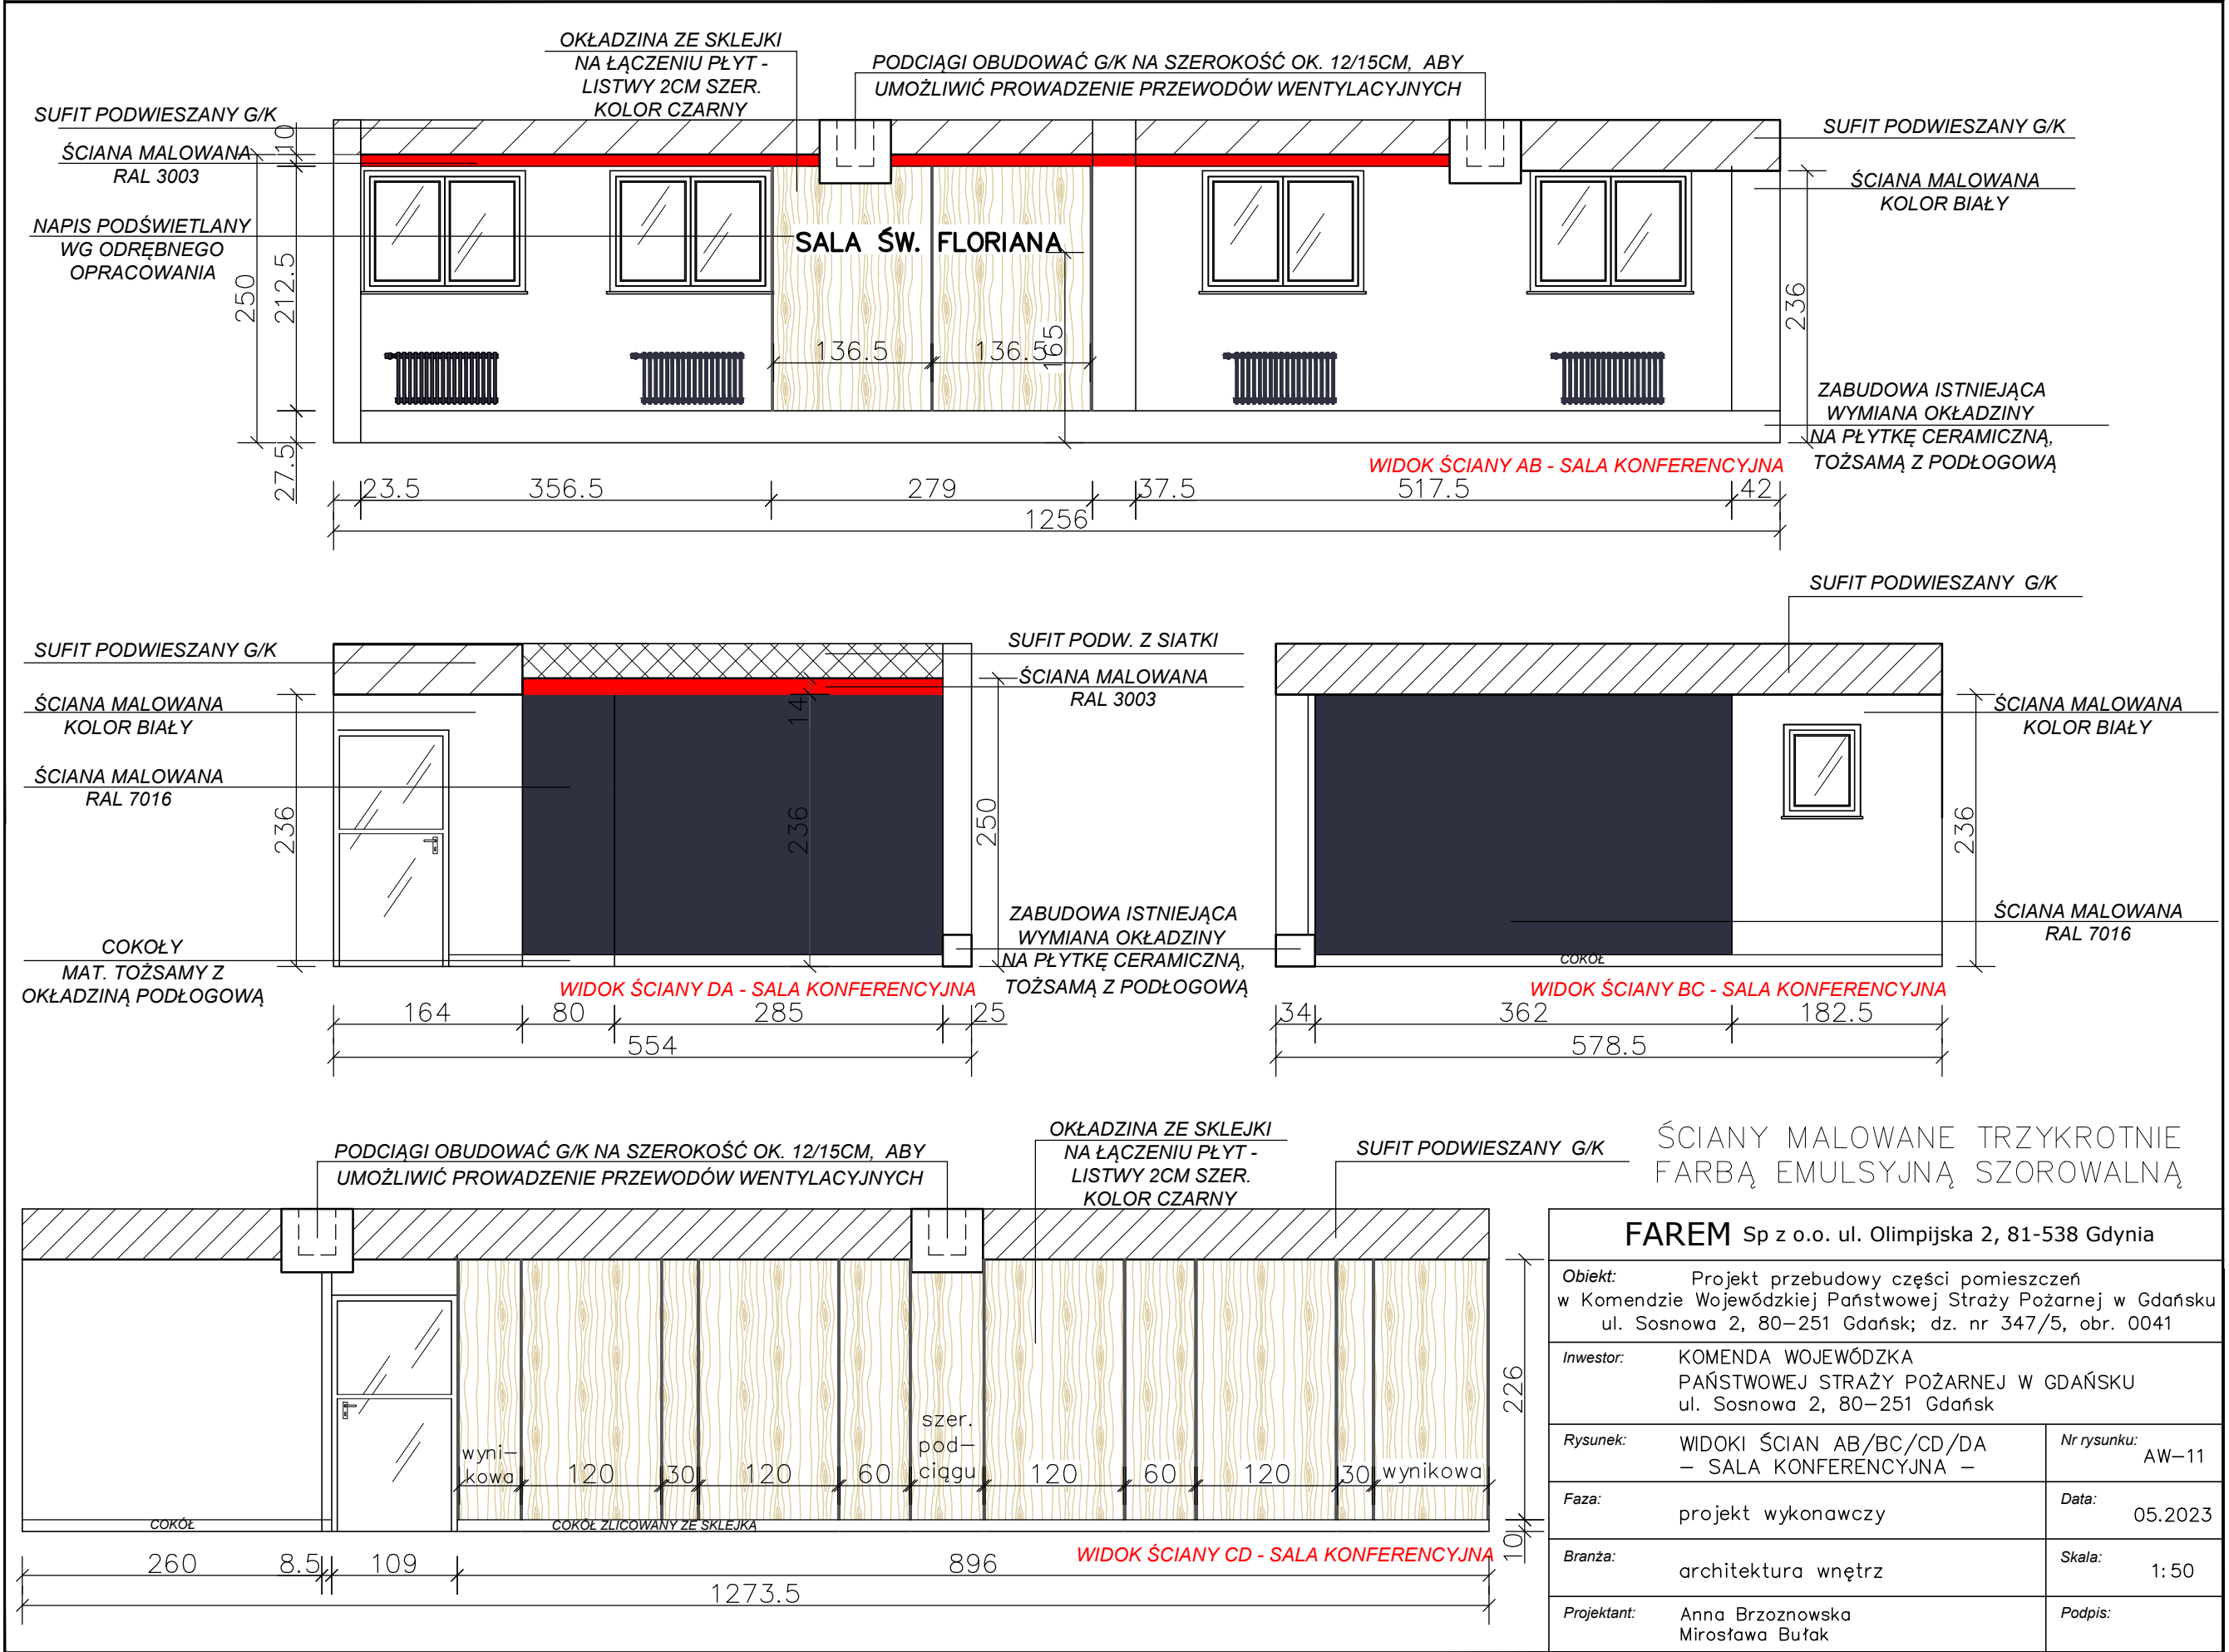 OKŁADZINA ZE SKLEJKI
NA ŁĄCZENIU PŁYT -
LISTWY 2CM SZER.
KOLOR CZARNY
PODCIĄGI OBUDOWAĆ G/K NA SZEROKOŚĆ OK. 12/15CM, ABY
UMOŻLIWIĆ PROWADZENIE PRZEWODÓW WENTYLACYJNYCH
SUFIT PODWIESZANY G/K
ŚCIANA MALOWANA
RAL 3003
NAPIS PODŚWIETLANY
WG ODRĘBNEGO
OPRACOWANIA
SUFIT PODWIESZANY G/K
ŚCIANA MALOWANA
KOLOR BIAŁY
SALA ŚW. FLORIANA
10
250
212.5
27.5
136.5
136.5
165
236
ZABUDOWA ISTNIEJĄCA
WYMIANA OKŁADZINY
NA PŁYTKĘ CERAMICZNĄ,
TOŻSAMĄ Z PODŁOGOWĄ
WIDOK ŚCIANY AB - SALA KONFERENCYJNA
23.5
356.5
279
37.5
517.5
42
1256
SUFIT PODWIESZANY G/K
ŚCIANA MALOWANA
KOLOR BIAŁY
ŚCIANA MALOWANA
RAL 7016
236
COKOŁY
MAT. TOŻSAMY Z
OKŁADZINĄ PODŁOGOWĄ
SUFIT PODW. Z SIATKI
ŚCIANA MALOWANA
RAL 3003
14
236
250
ZABUDOWA ISTNIEJĄCA
WYMIANA OKŁADZINY
NA PŁYTKĘ CERAMICZNĄ,
TOŻSAMĄ Z PODŁOGOWĄ
WIDOK ŚCIANY DA - SALA KONFERENCYJNA
164
80
285
25
554
SUFIT PODWIESZANY G/K
ŚCIANA MALOWANA
KOLOR BIAŁY
236
ŚCIANA MALOWANA
RAL 7016
COKÓŁ
WIDOK ŚCIANY BC - SALA KONFERENCYJNA
34
362
182.5
578.5
PODCIĄGI OBUDOWAĆ G/K NA SZEROKOŚĆ OK. 12/15CM, ABY
UMOŻLIWIĆ PROWADZENIE PRZEWODÓW WENTYLACYJNYCH
OKŁADZINA ZE SKLEJKI
NA ŁĄCZENIU PŁYT -
LISTWY 2CM SZER.
KOLOR CZARNY
SUFIT PODWIESZANY G/K
wyni-
kowa
120
30
120
60
szer.
pod-
ciągu
120
60
120
30
wynikowa
226
10
COKÓŁ
COKÓŁ ZLICOWANY ZE SKLEJKĄ
WIDOK ŚCIANY CD - SALA KONFERENCYJNA
260
8.5
109
896
1273.5
ŚCIANY MALOWANE TRZYKROTNIE
FARBĄ EMULSYJNĄ SZOROWALNĄ
FAREM Sp z o.o. ul. Olimpijska 2, 81-538 Gdynia
Obiekt: Projekt przebudowy części pomieszczeń
w Komendzie Wojewódzkiej Państwowej Straży Pożarnej w Gdańsku
ul. Sosnowa 2, 80-251 Gdańsk; dz. nr 347/5, obr. 0041
Inwestor: KOMENDA WOJEWÓDZKA
PAŃSTWOWEJ STRAŻY POŻARNEJ W GDAŃSKU
ul. Sosnowa 2, 80-251 Gdańsk
Rysunek: WIDOKI ŚCIAN AB/BC/CD/DA
- SALA KONFERENCYJNA -
Nr rysunku: AW-11
Faza: projekt wykonawczy
Data: 05.2023
Branża: architektura wnętrz
Skala: 1:50
Projektant: Anna Brzoznowska
Mirosława Bułak
Podpis: